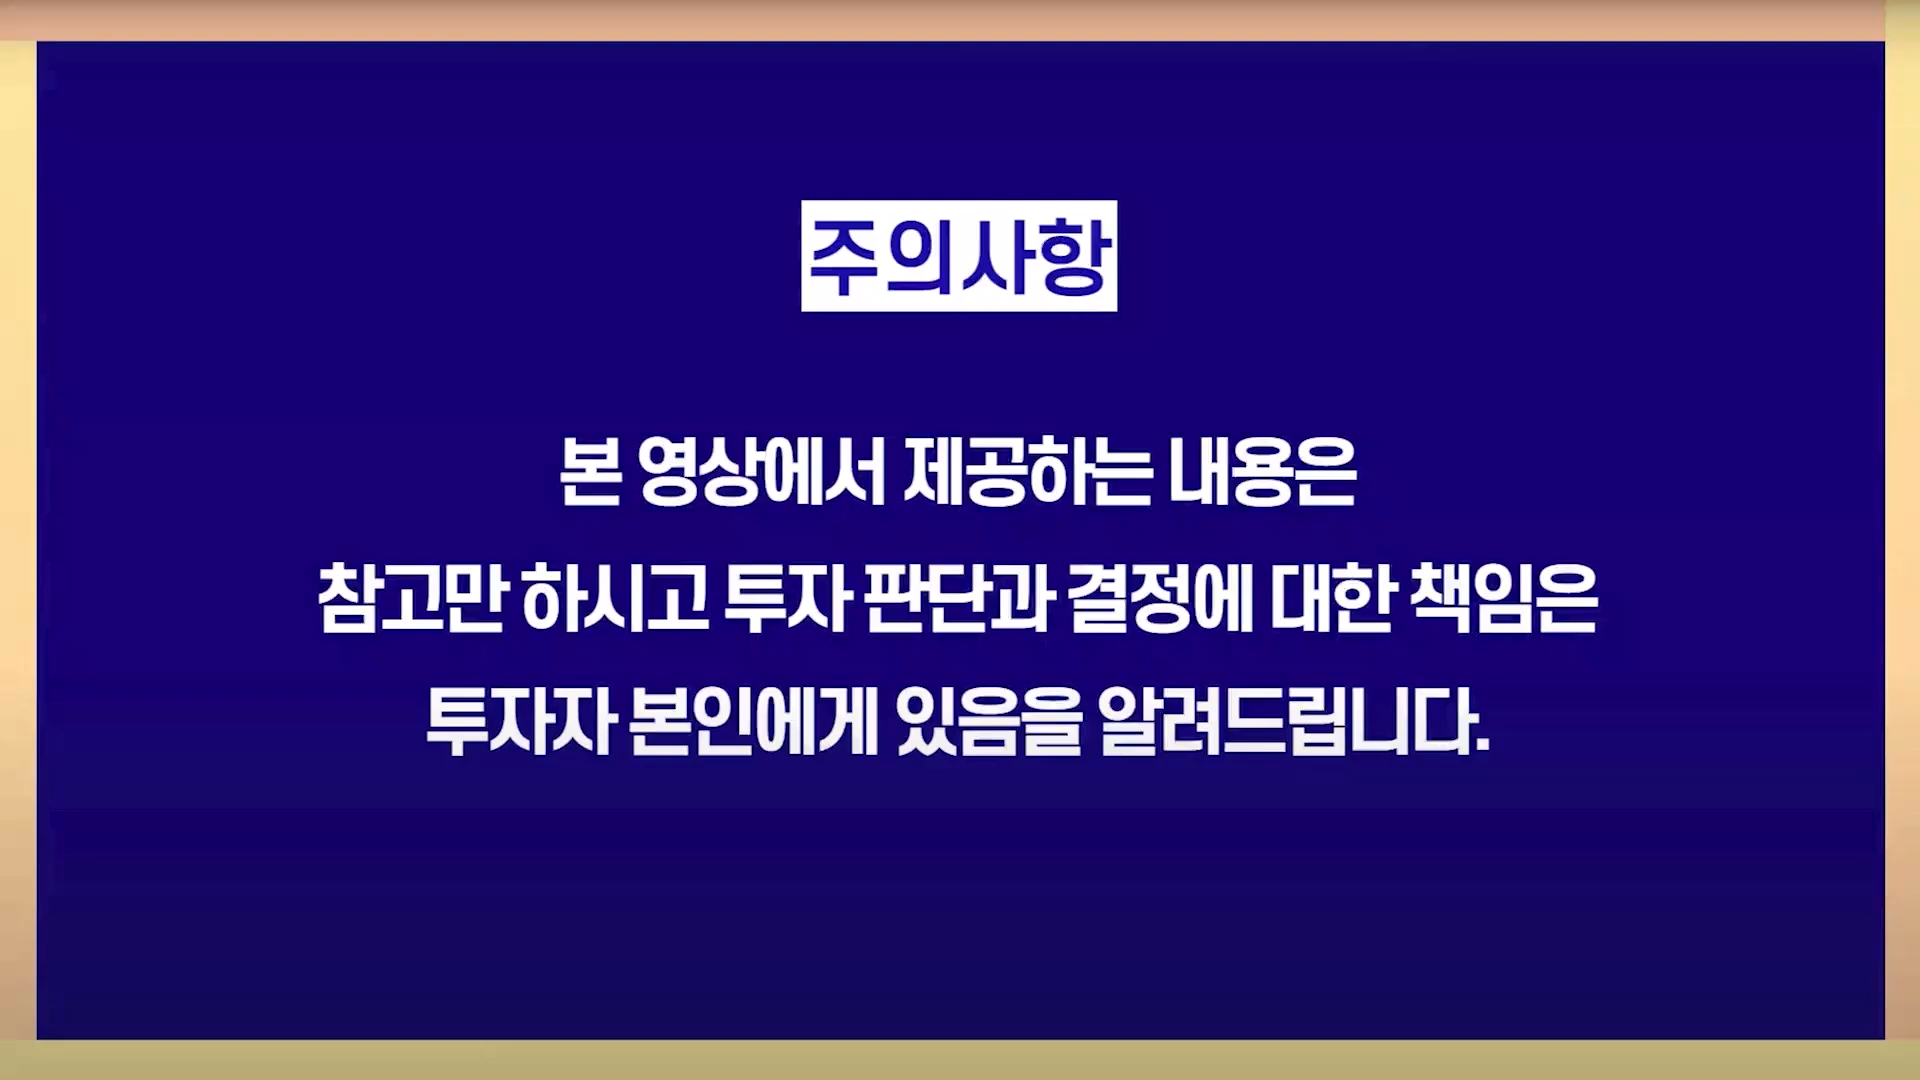 주의사항
본 영상에서 제공하는 내용은
참고만 하시고 투자 판단과 결정에 대한 책임은
투자자 본인에게 있음을 알려드립니다.